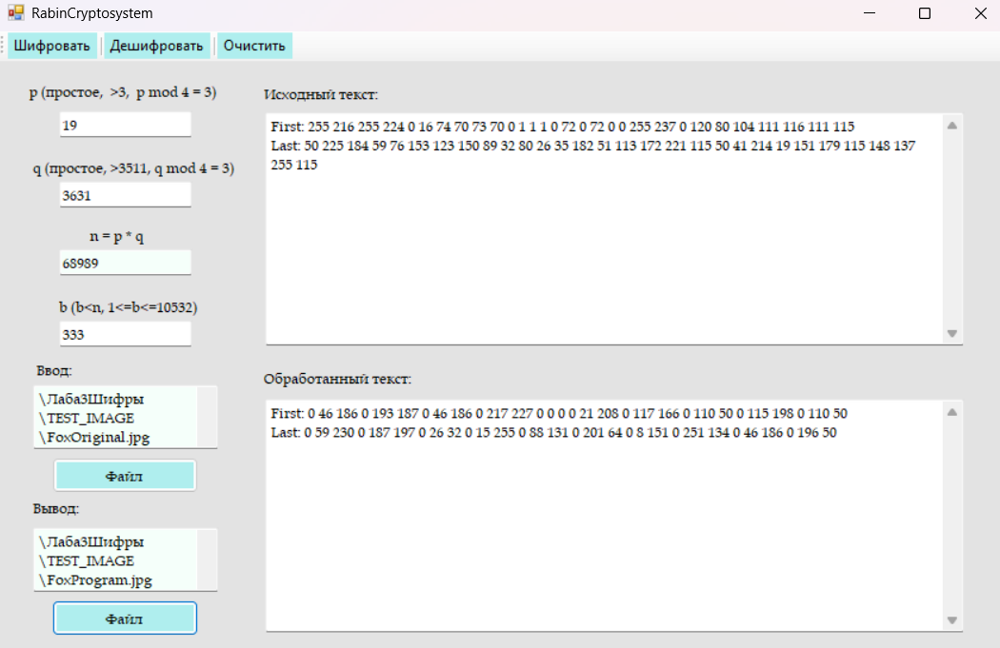 RabinCryptosystem
Шифровать Дешифровать Очистить
p (простое, >3, p mod 4 = 3)
19
q (простое, >3511, q mod 4 = 3)
3631
n = p * q
68989
b (b<n, 1<=b<=10532)
333
Ввод:
\Лаба3Шифры
\TEST_IMAGE
\FoxOriginal.jpg
Файл
Вывод:
\Лаба3Шифры
\TEST_IMAGE
\FoxProgram.jpg
Файл
Исходный текст:
First: 255 216 255 224 0 16 74 70 73 70 0 1 1 1 0 72 0 72 0 0 255 237 0 120 80 104 111 116 111 115
Last: 50 225 184 59 76 153 123 150 89 32 80 26 35 182 51 113 172 221 115 50 41 214 19 151 179 115 148 137
255 115
Обработанный текст:
First: 0 46 186 0 193 187 0 46 186 0 217 227 0 0 0 0 21 208 0 117 166 0 110 50 0 115 198 0 110 50
Last: 0 59 230 0 187 197 0 26 32 0 15 255 0 88 131 0 201 64 0 8 151 0 251 134 0 46 186 0 196 50